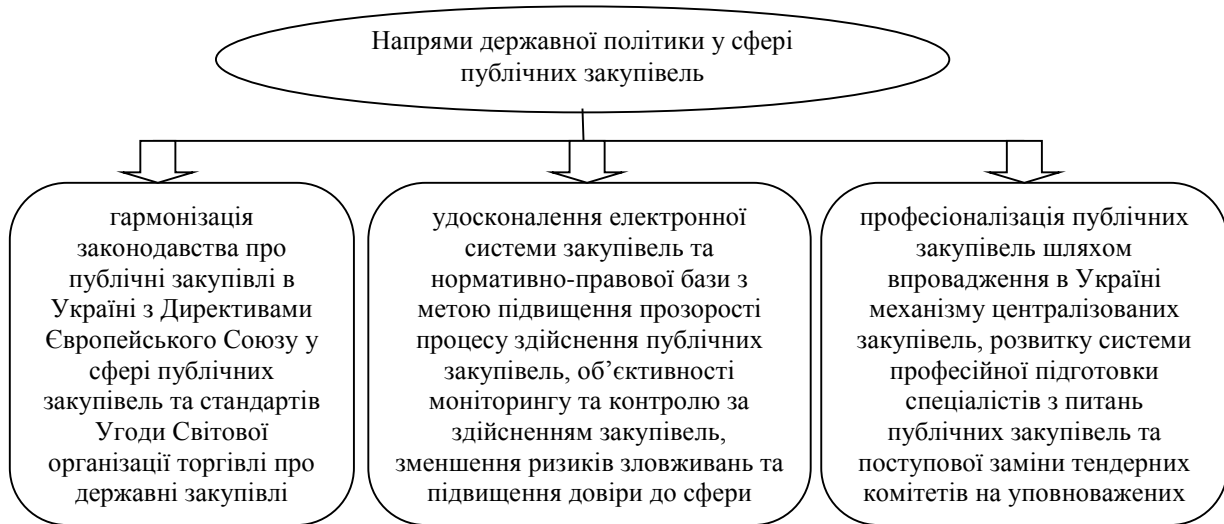 Напрями державної політики у сфері
публічних закупівель
гармонізація
законодавства про
публічні закупівлі в
Україні з Директивами
Європейського Союзу у
сфері публічних
закупівель та стандартів
Угоди Світової
організації торгівлі про
державні закупівлі
удосконалення електронної
системи закупівель та
нормативно-правової бази з
метою підвищення прозорості
процесу здійснення публічних
закупівель, об’єктивності
моніторингу та контролю за
здійсненням закупівель,
зменшення ризиків зловживань та
підвищення довіри до сфери
професіоналізація публічних
закупівель шляхом
впровадження в Україні
механізму централізованих
закупівель, розвитку системи
професійної підготовки
спеціалістів з питань
публічних закупівель та
поступової заміни тендерних
комітетів на уповноважених